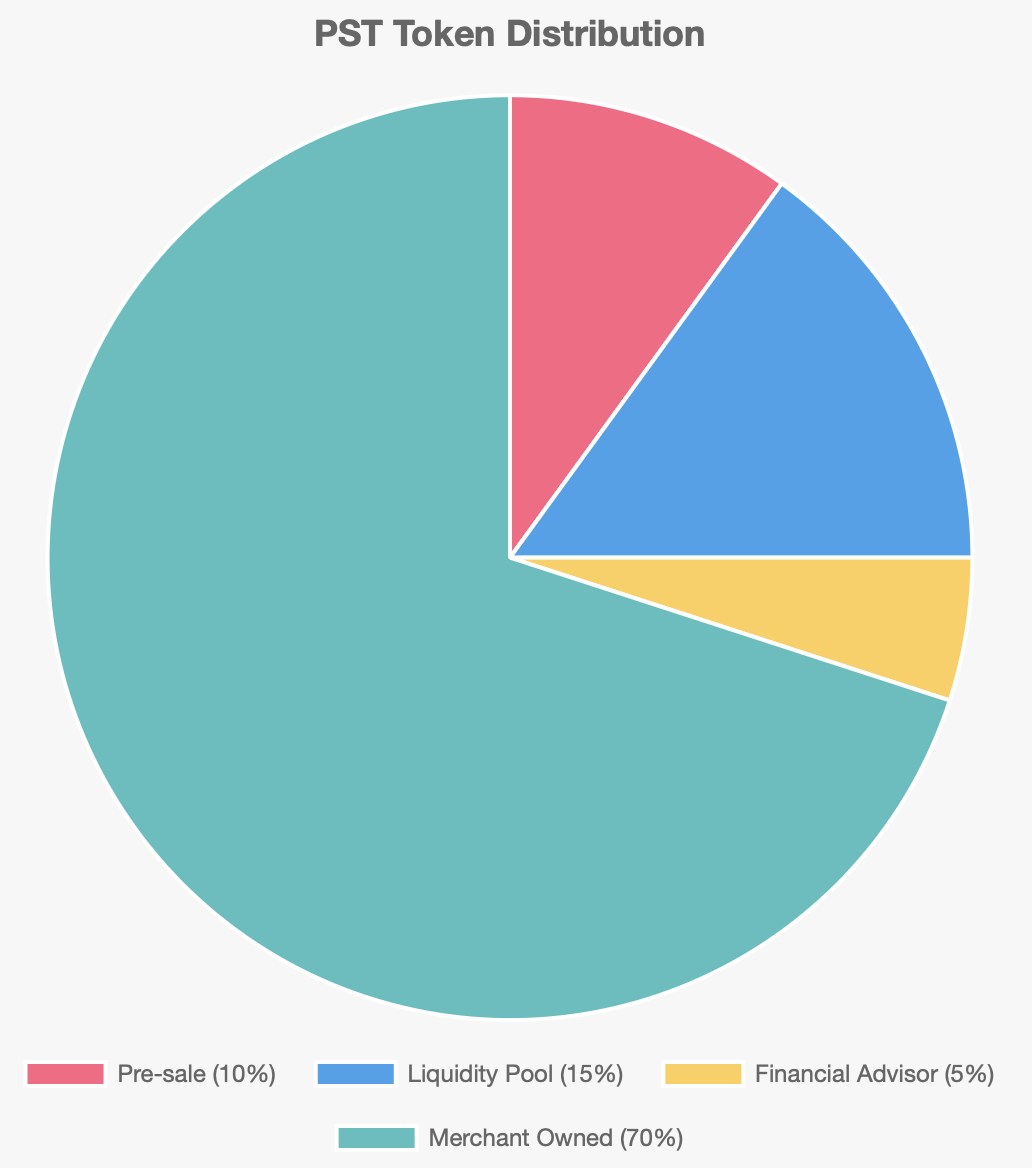 PST Token Distribution
Pre-sale (10%) Liquidity Pool (15%) Financial Advisor (5%)
Merchant Owned (70%)